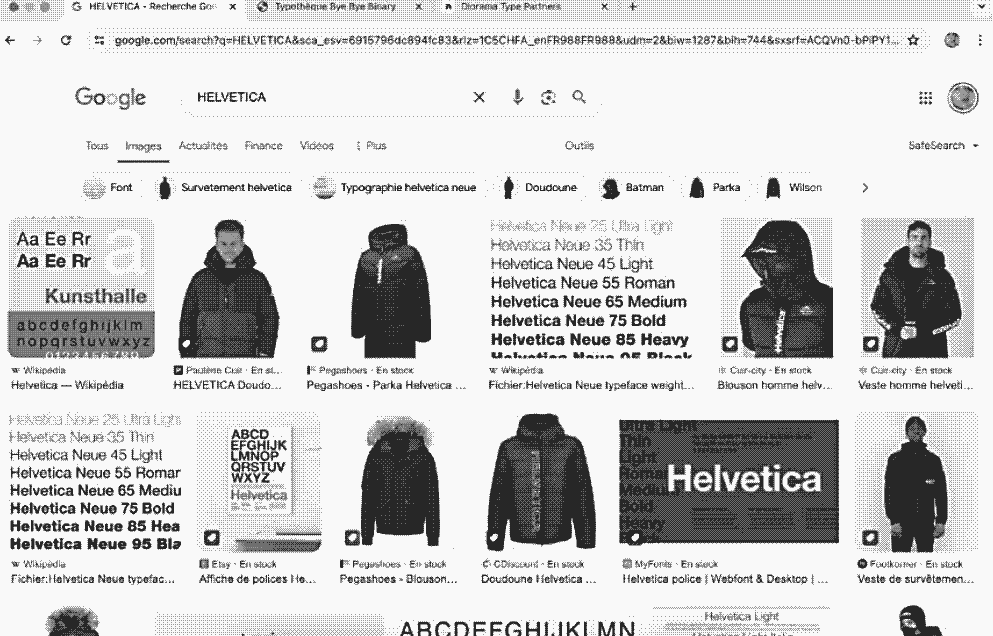 HELVETICA - Recherche Goo
Typothèque Bye Bye Binary
Diorama Type Partners
google.com/search?q=HELVETICA&sca_esv=6915796dc894fc83&rlz=1C5CHFA_enFR988FR988&udm=2&biw=1287&bih=744&sxsrf=ACQVn0-bPiPY1...
Google
HELVETICA
Tous Images Actualités Finance Vidéos Plus Outils SafeSearch
Font Survetement helvetica Typographie helvetica neue Doudoune Batman Parka Wilson
Aa Ee Rr
Aa Ee Rr
a
Kunsthalle
abcdefghijklm
nopqrstuvwxyz
0123456789
Helvetica Neue 25 Ultra Light
Helvetica Neue 35 Thin
Helvetica Neue 45 Light
Helvetica Neue 55 Roman
Helvetica Neue 65 Medium
Helvetica Neue 75 Bold
Helvetica Neue 85 Heavy
Helvetica Neue 95 Black
Wikipédia
Helvetica — Wikipédia
HELVETICA Doudo...
Pegashoes · En stock
Pegashoes - Parka Helvetica ...
Wikipédia
Fichier:Helvetica Neue typeface weight...
Cuir-city · En stock
Blouson homme helv...
Cuir-city · En stock
Veste homme helveti...
Helvetica Neue 25 Ultra Light
Helvetica Neue 35 Thin
Helvetica Neue 45 Light
Helvetica Neue 55 Romar
Helvetica Neue 65 Mediu
Helvetica Neue 75 Bold
Helvetica Neue 85 Hea
Helvetica Neue 95 Bla
ABCD
EFGHIJK
LMNOP
QRSTUV
WXYZ
Helvetica
Ultra Light
Thin
Light
Roman
Medium
Bold
Heavy
Helvetica
Wikipédia
Fichier:Helvetica Neue typefac...
Etsy · En stock
Affiche de polices He...
Pegashoes · En stock
Pegashoes - Blouson...
CDiscount · En stock
Doudoune Helvetica ...
MyFonts · En stock
Helvetica police | Webfont & Desktop | ...
Footkorner · En stock
Veste de survêtemen...
ABCDEFGHIJKLMN
Helvetica Light